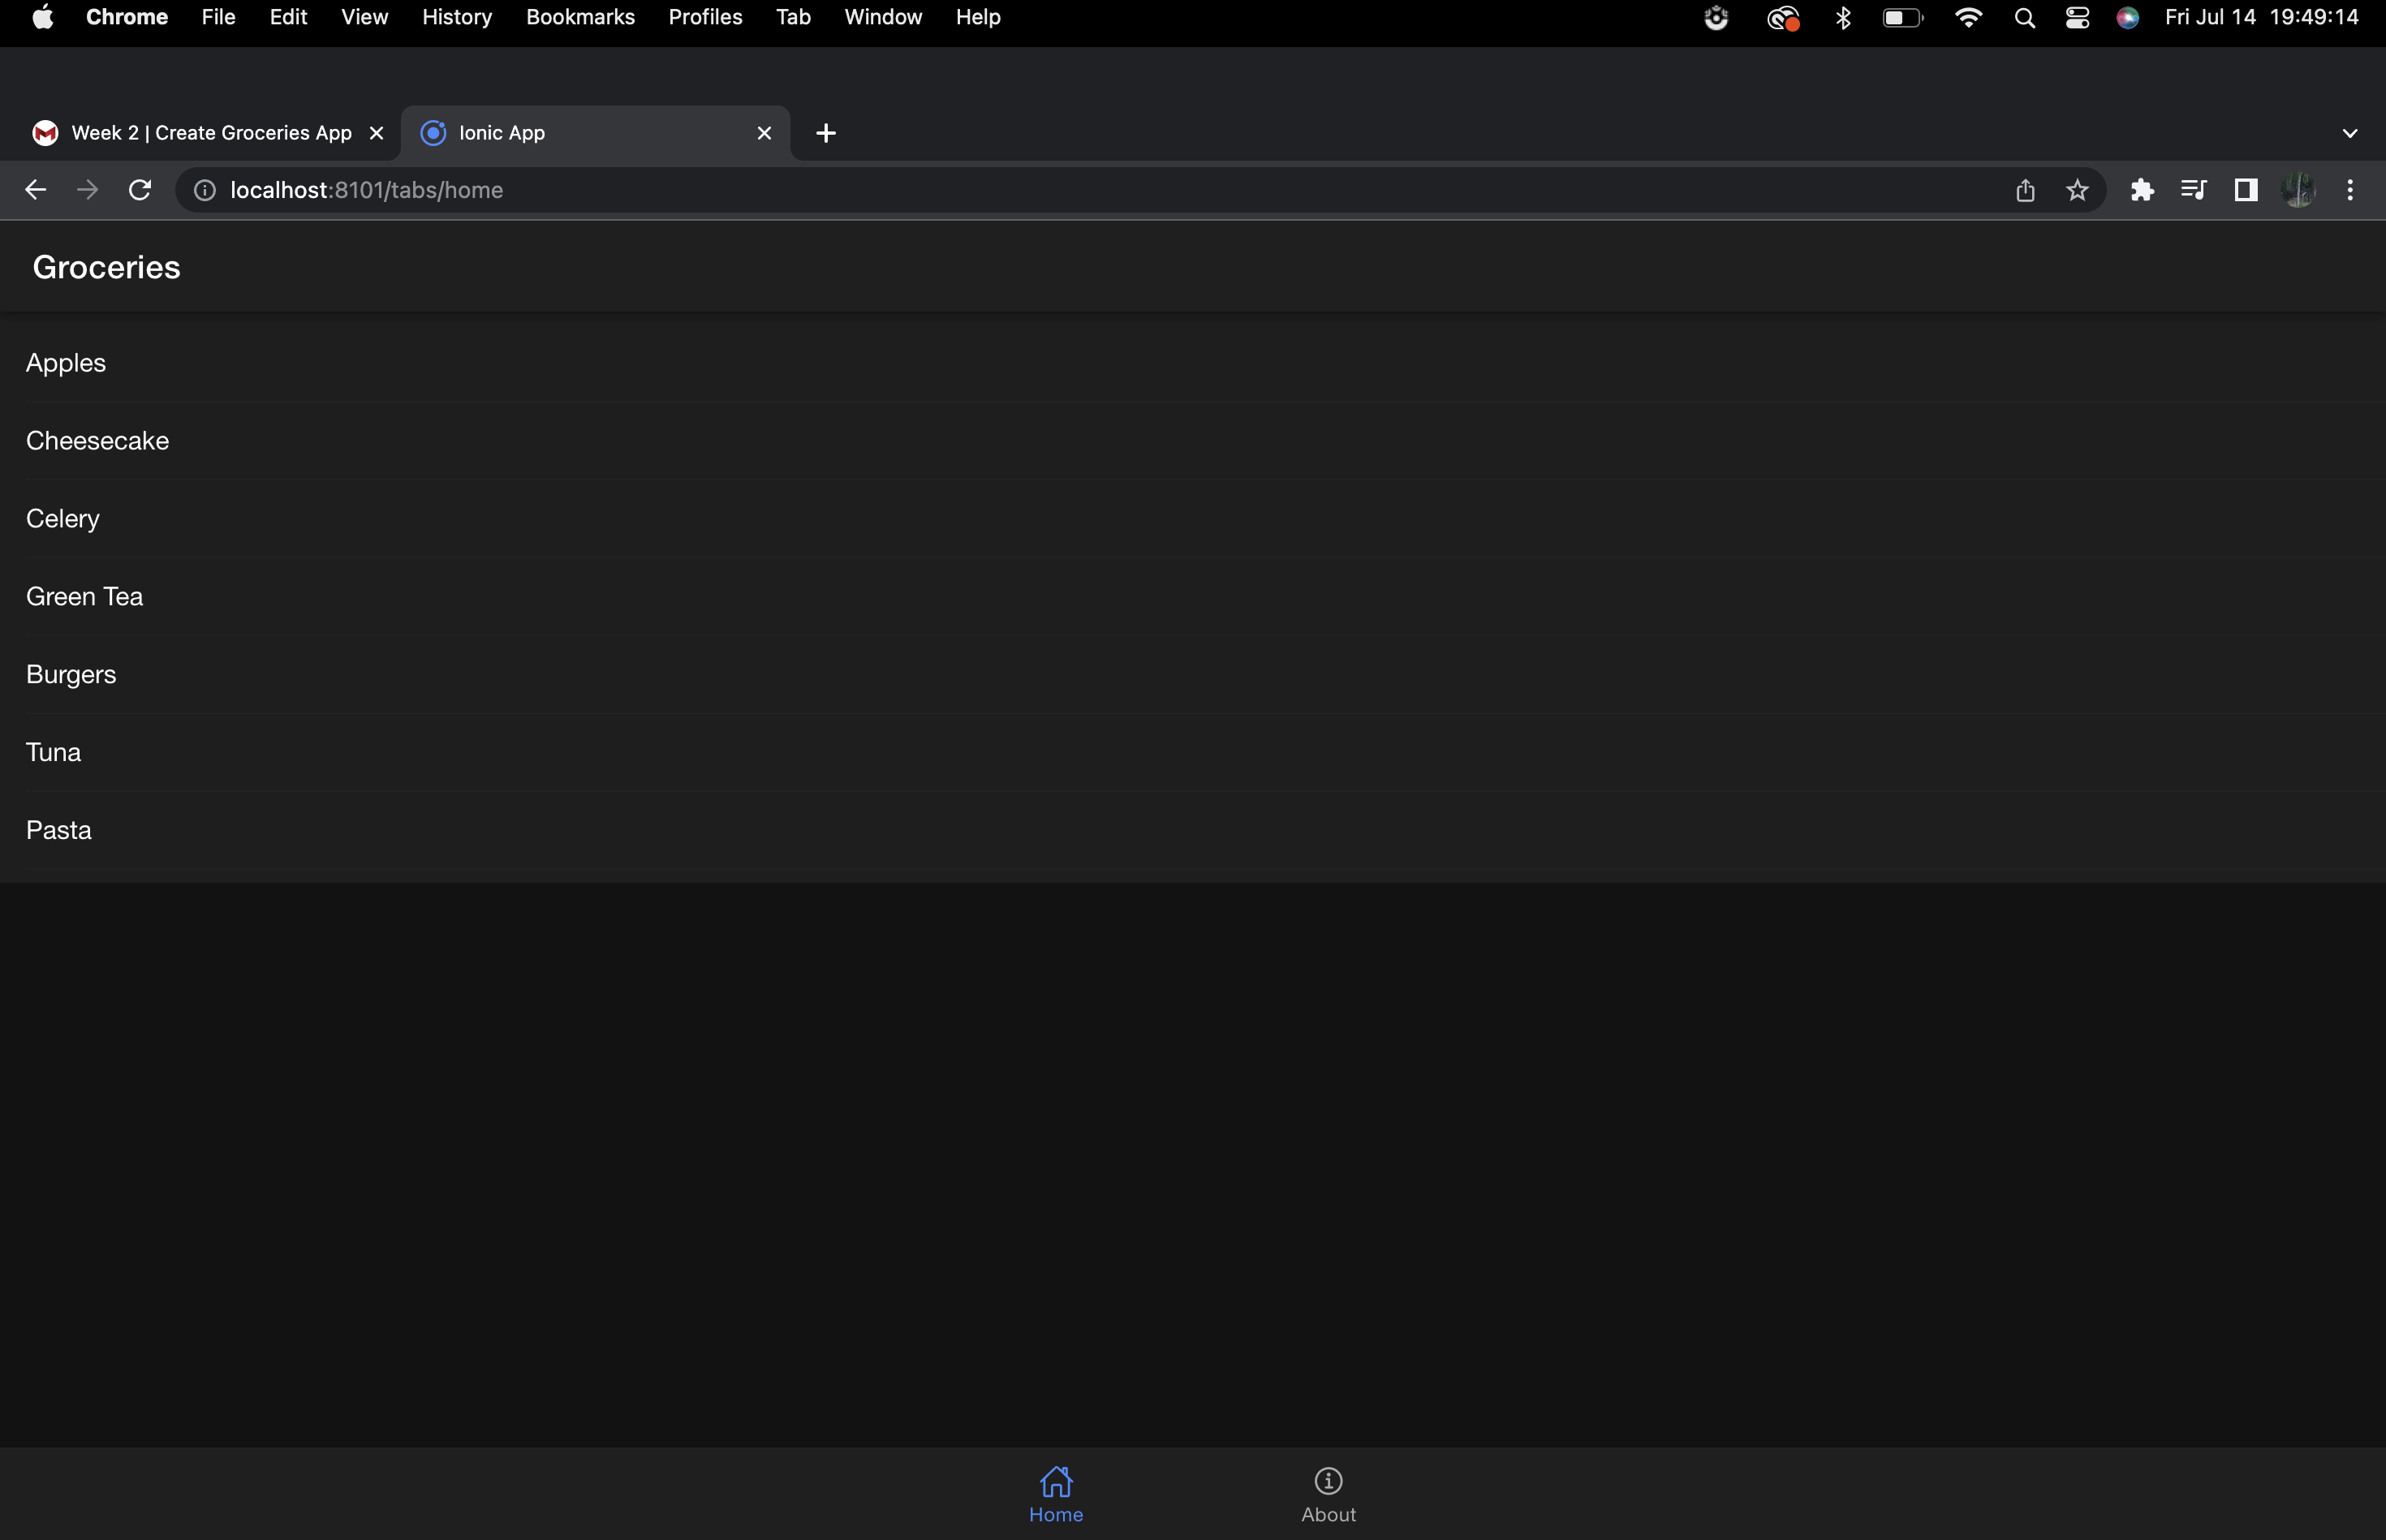 Chrome File Edit View History Bookmarks Profiles Tab Window Help Fri Jul 14 19:49:14
Week 2 | Create Groceries App Ionic App
localhost:8101/tabs/home
Groceries
Apples
Cheesecake
Celery
Green Tea
Burgers
Tuna
Pasta
Home About